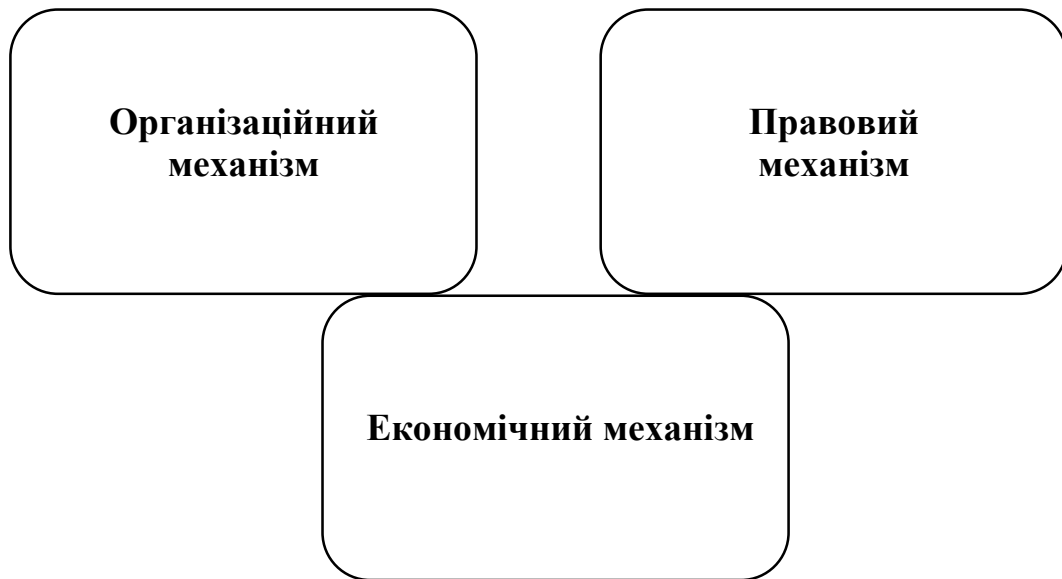 Організаційний
механізм
Правовий
механізм
Економічний механізм